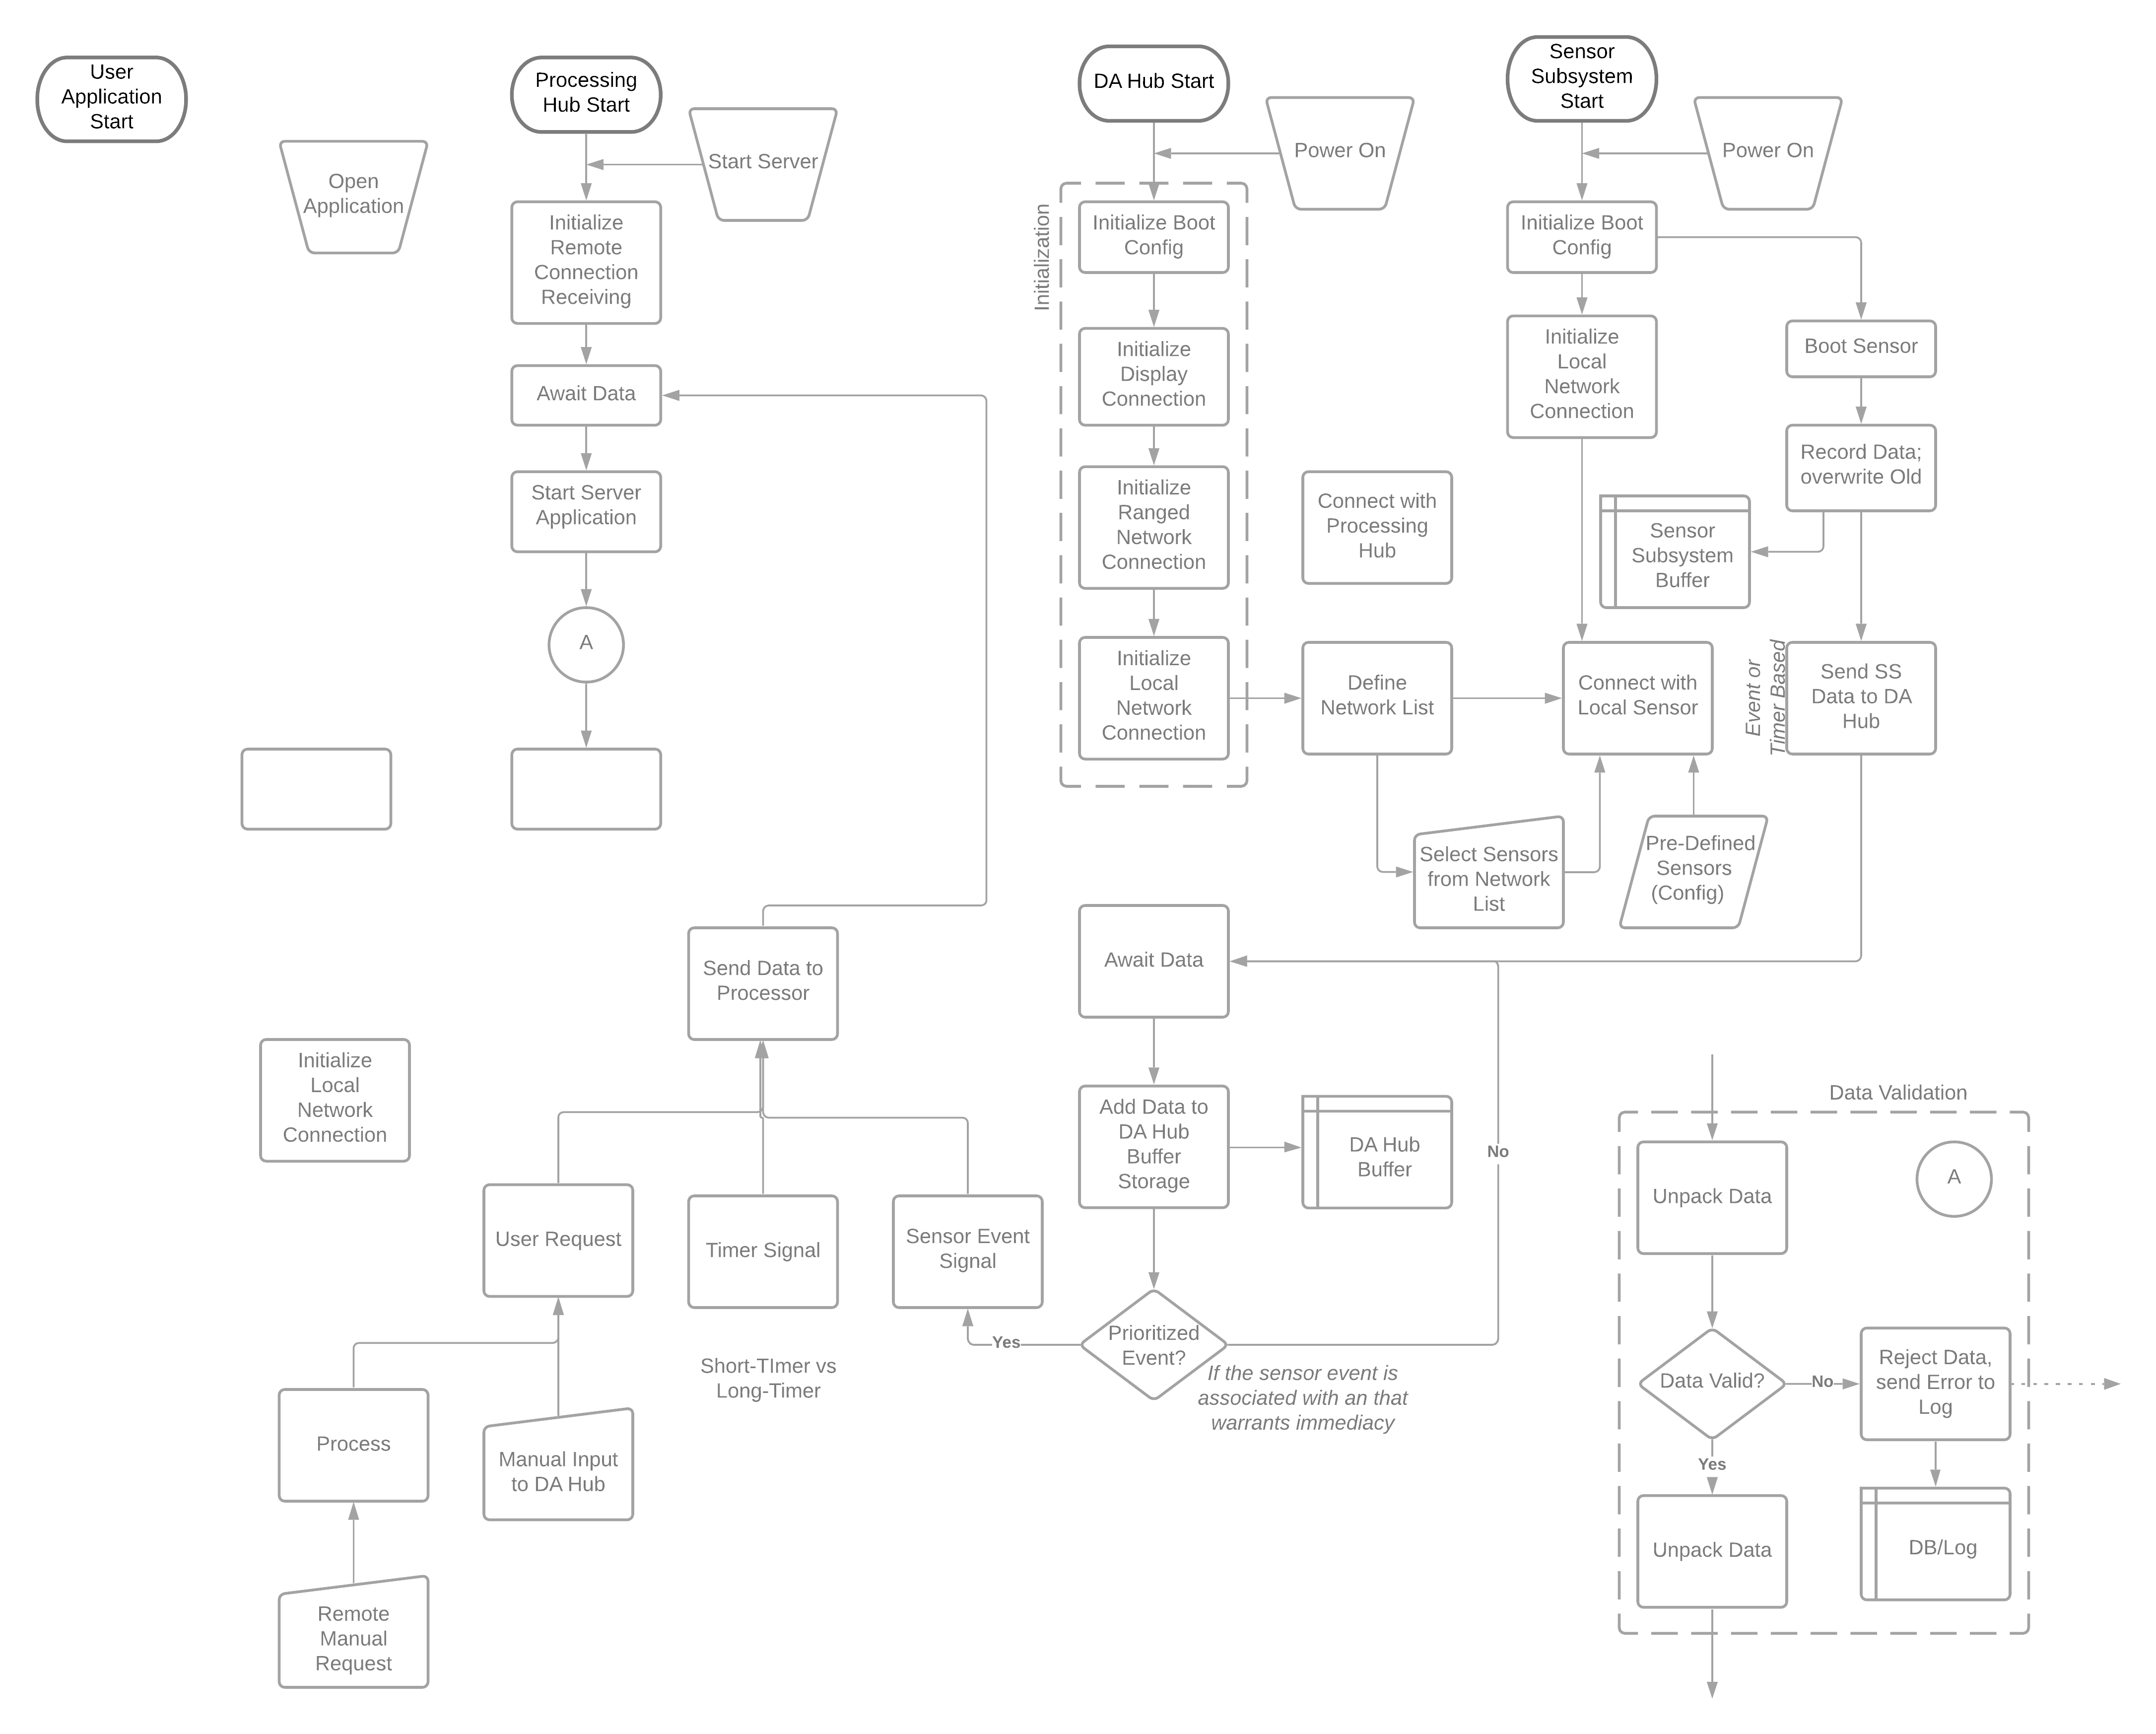 User
Application
Start
Processing
Hub Start
DA Hub Start
Sensor
Subsystem
Start
Open
Application
Start Server
Power On
Power On
Initialize
Remote
Connection
Receiving
Await Data
Start Server
Application
A
Initialization
Initialize Boot
Config
Initialize
Display
Connection
Initialize
Ranged
Network
Connection
Initialize
Local
Network
Connection
Connect with
Processing
Hub
Define
Network List
Initialize Boot
Config
Initialize
Local
Network
Connection
Boot Sensor
Record Data;
overwrite Old
Sensor
Subsystem
Buffer
Connect with
Local Sensor
Event or
Timer Based
Send SS
Data to DA
Hub
Select Sensors
from Network
List
Pre-Defined
Sensors
(Config)
Send Data to
Processor
Await Data
Initialize
Local
Network
Connection
Add Data to
DA Hub
Buffer
Storage
DA Hub
Buffer
No
User Request
Timer Signal
Sensor Event
Signal
Yes
Prioritized
Event?
If the sensor event is
associated with an that
warrants immediacy
Short-TImer vs
Long-Timer
Process
Manual Input
to DA Hub
Remote
Manual
Request
Data Validation
Unpack Data
A
Data Valid?
No
Reject Data,
send Error to
Log
Yes
Unpack Data
DB/Log